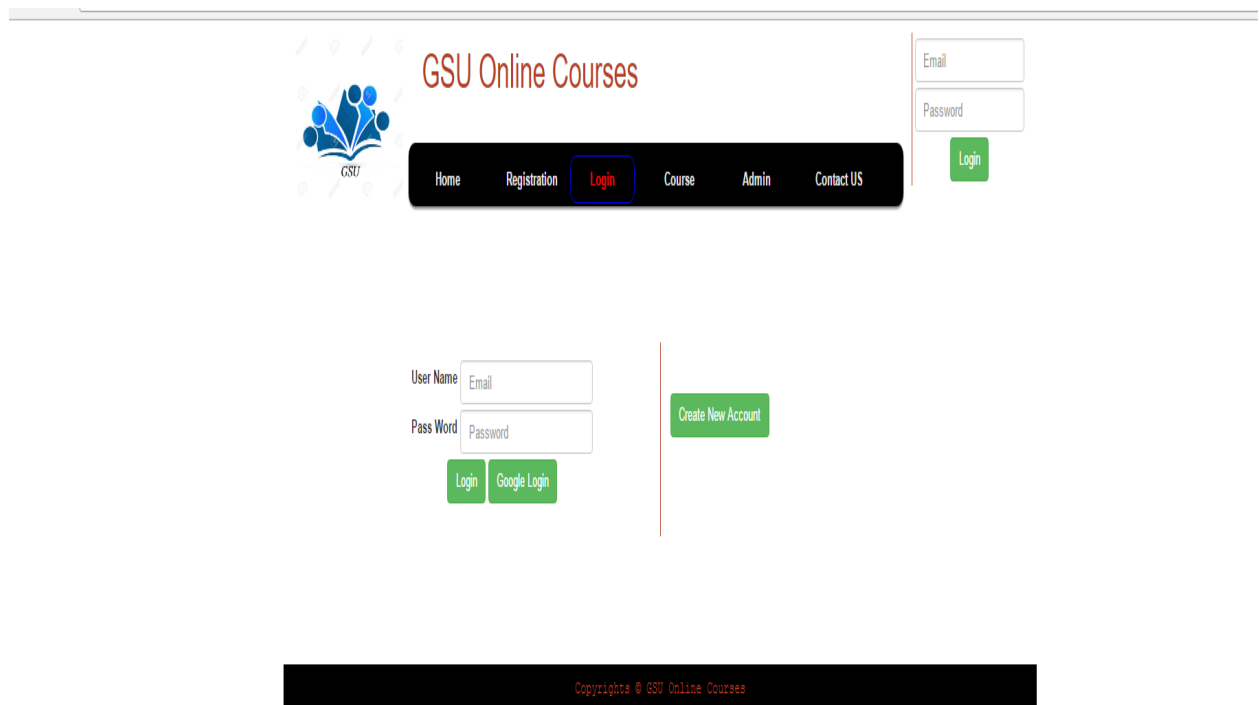 GSU Online Courses
Email
Password
Login
GSU
Home Registration Login Course Admin Contact US
User Name Email
Pass Word Password
Login Google Login
Create New Account
Copyrights © GSU Online Courses